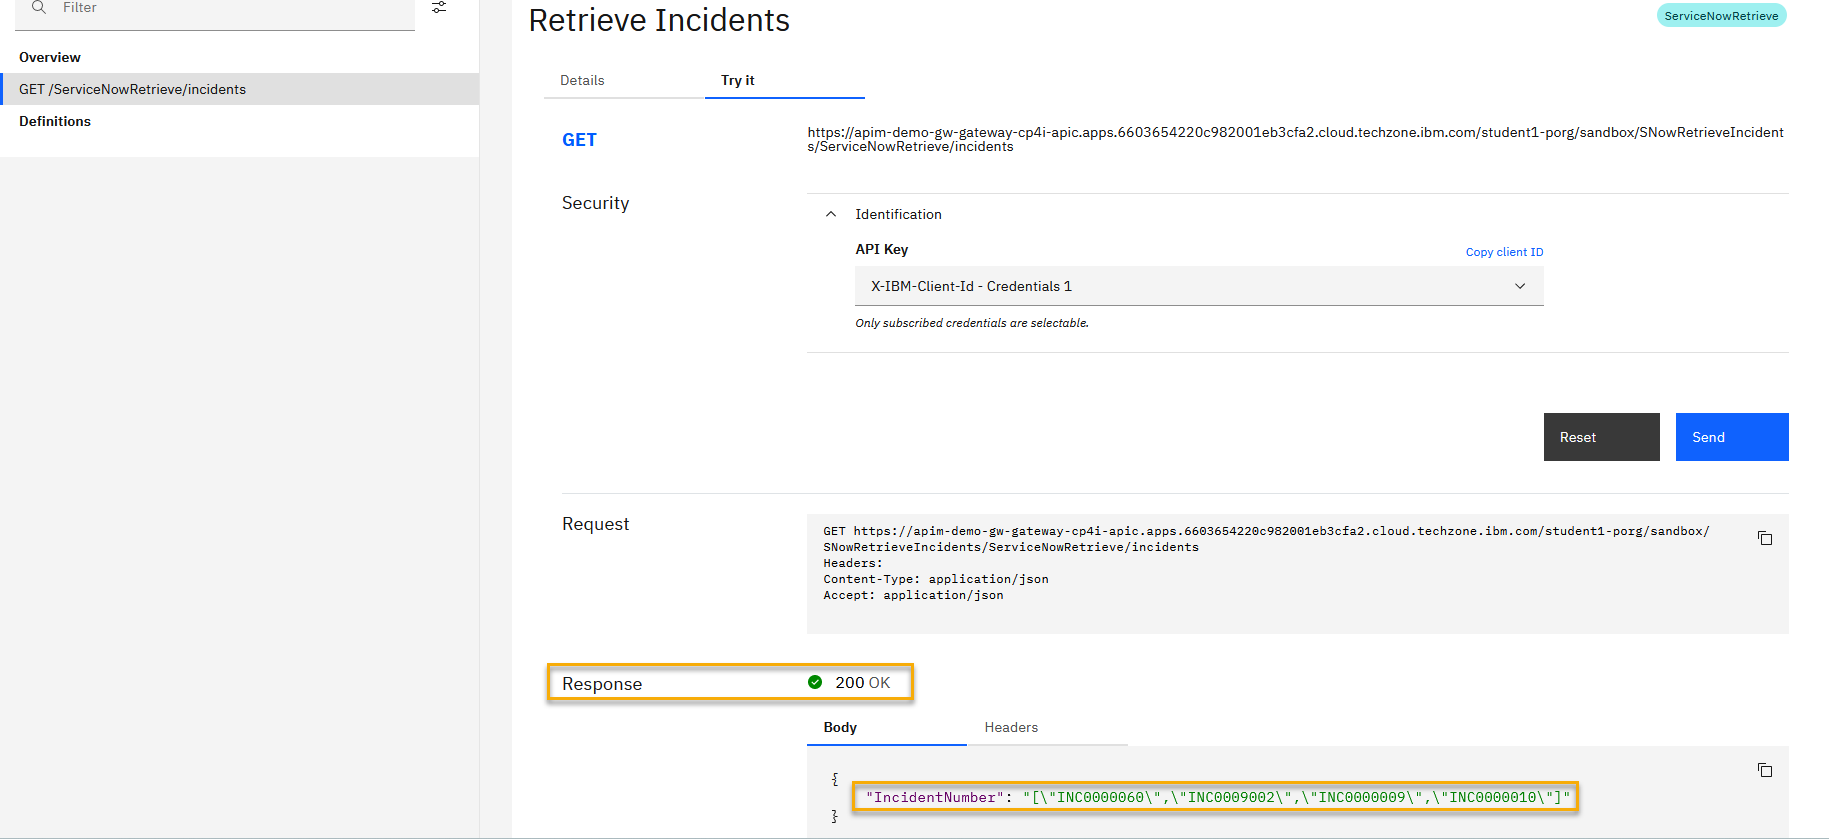 Filter
Overview
GET /ServiceNowRetrieve/incidents
Definitions
Retrieve Incidents
ServiceNowRetrieve
Details
Try it
GET
https://apim-demo-gw-gateway-cp4i-apic.apps.6603654220c982001eb3cfa2.cloud.techzone.ibm.com/student1-porg/sandbox/SNowRetrieveIncident
s/ServiceNowRetrieve/incidents
Security
Identification
API Key
Copy client ID
X-IBM-Client-Id - Credentials 1
Only subscribed credentials are selectable.
Reset
Send
Request
GET https://apim-demo-gw-gateway-cp4i-apic.apps.6603654220c982001eb3cfa2.cloud.techzone.ibm.com/student1-porg/sandbox/
SNowRetrieveIncidents/ServiceNowRetrieve/incidents
Headers:
Content-Type: application/json
Accept: application/json
Response
200 OK
Body
Headers
{
"IncidentNumber": "[\"INC0000060\",\"INC0009002\",\"INC0000009\",\"INC0000010\"]"
}